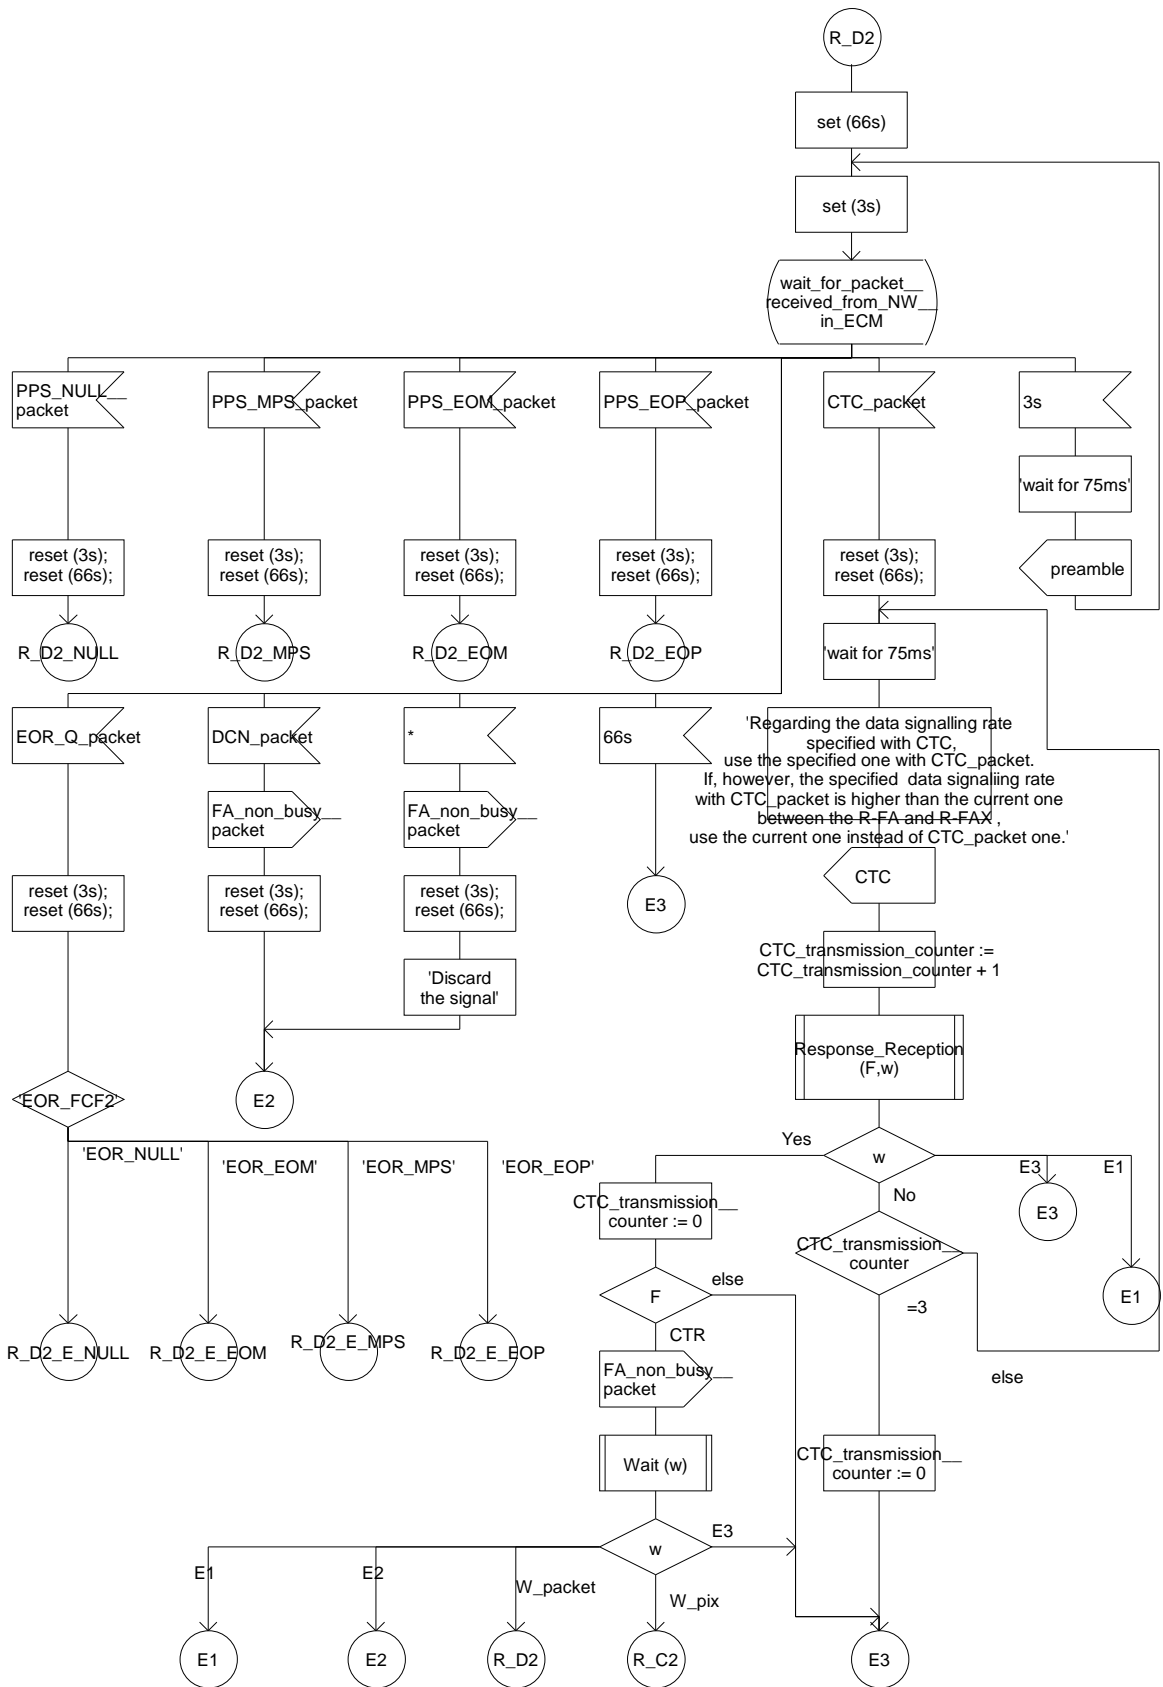 R_D2
set (66s)
set (3s)
wait_for_packet__
received_from_NW__
in_ECM
PPS_NULL__
packet
PPS_MPS_packet
PPS_EOM_packet
PPS_EOP_packet
CTC_packet
3s
'wait for 75ms'
reset (3s);
reset (66s);
reset (3s);
reset (66s);
reset (3s);
reset (66s);
reset (3s);
reset (66s);
reset (3s);
reset (66s);
preamble
R_D2_NULL
R_D2_MPS
R_D2_EOM
R_D2_EOP
'wait for 75ms'
EOR_Q_packet
DCN_packet
*
66s
'Regarding the data signalling rate
specified with CTC,
use the specified one with CTC_packet.
If, however, the specified data signaliing rate
with CTC_packet is higher than the current one
between the R-FA and R-FAX ,
use the current one instead of CTC_packet one.'
FA_non_busy__
packet
FA_non_busy__
packet
reset (3s);
reset (66s);
reset (3s);
reset (66s);
reset (3s);
reset (66s);
E3
CTC
'Discard
the signal'
CTC_transmission_counter :=
CTC_transmission_counter + 1
Response_Reception
(F,w)
'EOR_FCF2'
E2
'EOR_NULL'
'EOR_EOM'
'EOR_MPS'
'EOR_EOP'
Yes
w
E3
E1
No
CTC_transmission__
counter := 0
E3
CTC_transmission__
counter
else
F
E1
=3
CTR
R_D2_E_NULL
R_D2_E_EOM
R_D2_E_MPS
R_D2_E_EOP
FA_non_busy__
packet
else
Wait (w)
CTC_transmission__
counter := 0
w
E3
E1
E2
W_packet
W_pix
E1
E2
R_D2
R_C2
E3